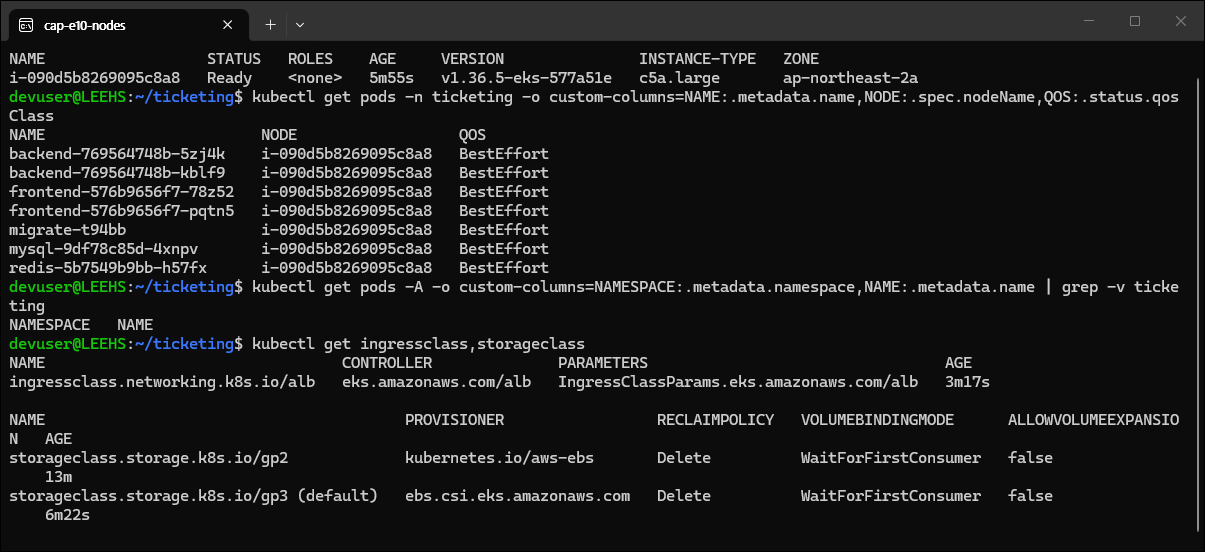 cap-e10-nodes
NAME                  STATUS   ROLES    AGE     VERSION               INSTANCE-TYPE   ZONE
i-090d5b8269095c8a8   Ready    <none>   5m55s   v1.36.5-eks-577a51e   c5a.large       ap-northeast-2a
devuser@LEEHS:~/ticketing$ kubectl get pods -n ticketing -o custom-columns=NAME:.metadata.name,NODE:.spec.nodeName,QOS:.status.qos
Class
NAME                        NODE                  QOS
backend-769564748b-5zj4k    i-090d5b8269095c8a8   BestEffort
backend-769564748b-kblf9    i-090d5b8269095c8a8   BestEffort
frontend-576b9656f7-78z52   i-090d5b8269095c8a8   BestEffort
frontend-576b9656f7-pqtn5   i-090d5b8269095c8a8   BestEffort
migrate-t94bb               i-090d5b8269095c8a8   BestEffort
mysql-9df78c85d-4xnpv       i-090d5b8269095c8a8   BestEffort
redis-5b7549b9bb-h57fx      i-090d5b8269095c8a8   BestEffort
devuser@LEEHS:~/ticketing$ kubectl get pods -A -o custom-columns=NAMESPACE:.metadata.namespace,NAME:.metadata.name | grep -v ticke
ting
NAMESPACE   NAME
devuser@LEEHS:~/ticketing$ kubectl get ingressclass,storageclass
NAME                                 CONTROLLER              PARAMETERS                                 AGE
ingressclass.networking.k8s.io/alb   eks.amazonaws.com/alb   IngressClassParams.eks.amazonaws.com/alb   3m17s

NAME                                        PROVISIONER                 RECLAIMPOLICY   VOLUMEBINDINGMODE      ALLOWVOLUMEEXPANSIO
N   AGE
storageclass.storage.k8s.io/gp2             kubernetes.io/aws-ebs       Delete          WaitForFirstConsumer   false
    13m
storageclass.storage.k8s.io/gp3 (default)   ebs.csi.eks.amazonaws.com   Delete          WaitForFirstConsumer   false
    6m22s